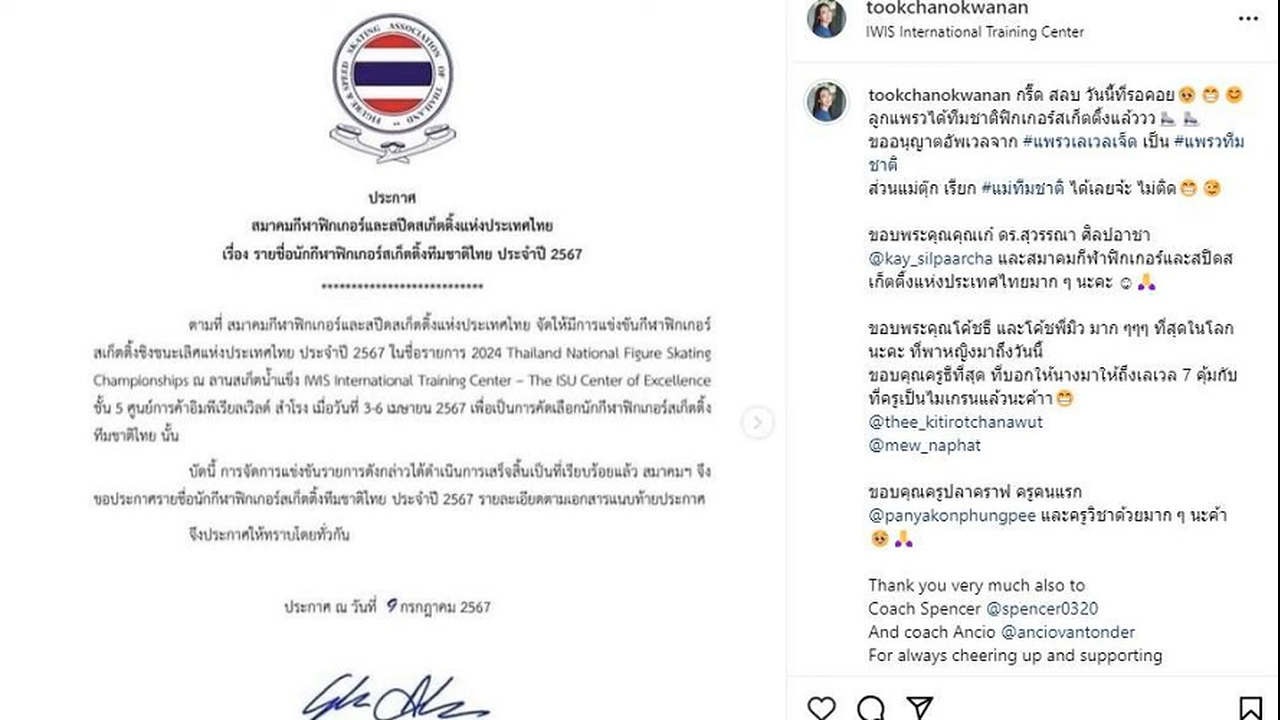 FIGURE & SPEED SKATING ASSOCIATION OF THAILAND
ประกาศ
สมาคมกีฬาฟิกเกอร์และสปีดสเก็ตติ้งแห่งประเทศไทย
เรื่อง รายชื่อนักกีฬาฟิกเกอร์สเก็ตติ้งทีมชาติไทย ประจำปี 2567
***************************
ตามที่ สมาคมกีฬาฟิกเกอร์และสปีดสเก็ตติ้งแห่งประเทศไทย จัดให้มีการแข่งขันกีฬาฟิกเกอร์
สเก็ตติ้งชิงชนะเลิศแห่งประเทศไทย ประจำปี 2567 ในชื่อรายการ 2024 Thailand National Figure Skating
Championships ณ ลานสเก็ตน้ำแข็ง IWIS International Training Center – The ISU Center of Excellence
ชั้น 5 ศูนย์การค้าอิมพีเรียลเวิลด์ สำโรง เมื่อวันที่ 3-6 เมษายน 2567 เพื่อเป็นการคัดเลือกนักกีฬาฟิกเกอร์สเก็ตติ้ง
ทีมชาติไทย นั้น
บัดนี้ การจัดการแข่งขันรายการดังกล่าวได้ดำเนินการเสร็จสิ้นเป็นที่เรียบร้อยแล้ว สมาคมฯ จึง
ขอประกาศรายชื่อนักกีฬาฟิกเกอร์สเก็ตติ้งทีมชาติไทย ประจำปี 2567 รายละเอียดตามเอกสารแนบท้ายประกาศ
จึงประกาศให้ทราบโดยทั่วกัน
ประกาศ ณ วันที่ 9 กรกฎาคม 2567
tookchanokwanan
IWIS International Training Center
tookchanokwanan กรี๊ด สลบ วันนี้ที่รอคอย🥹😁😊
ลูกแพรวได้ทีมชาติฟิกเกอร์สเก็ตติ้งแล้ววว⛸️⛸️
ขออนุญาตอัพเวลจาก #แพรวเลเวลเจ็ด เป็น #แพรวทีม
ชาติ
ส่วนแม่ตุ๊ก เรียก #แม่ทีมชาติ ได้เลยจ้ะ ไม่ติด😁😉
ขอบพระคุณคุณเก๋ ดร.สุวรรณา ศิลปอาชา
@kay_silpaarcha และสมาคมกีฬาฟิกเกอร์และสปีดส
เก็ตติ้งแห่งประเทศไทยมาก ๆ นะคะ ☺🙏
ขอบพระคุณโค้ชธี และโค้ชพี่มิว มาก ๆๆๆ ที่สุดในโลก
นะคะ ที่พาหญิงมาถึงวันนี้
ขอบคุณครูธีที่สุด ที่บอกให้นางมาให้ถึงเลเวล 7 คุ้มกับ
ที่ครูเป็นไมเกรนแล้วนะค้าา😁
@thee_kitirotchanawut
@mew_naphat
ขอบคุณครูปลาคราฟ ครูคนแรก
@panyakonphungpee และครูวิชาด้วยมาก ๆ นะค้า
🥹🙏
Thank you very much also to
Coach Spencer @spencer0320
And coach Ancio @anciovantonder
For always cheering up and supporting